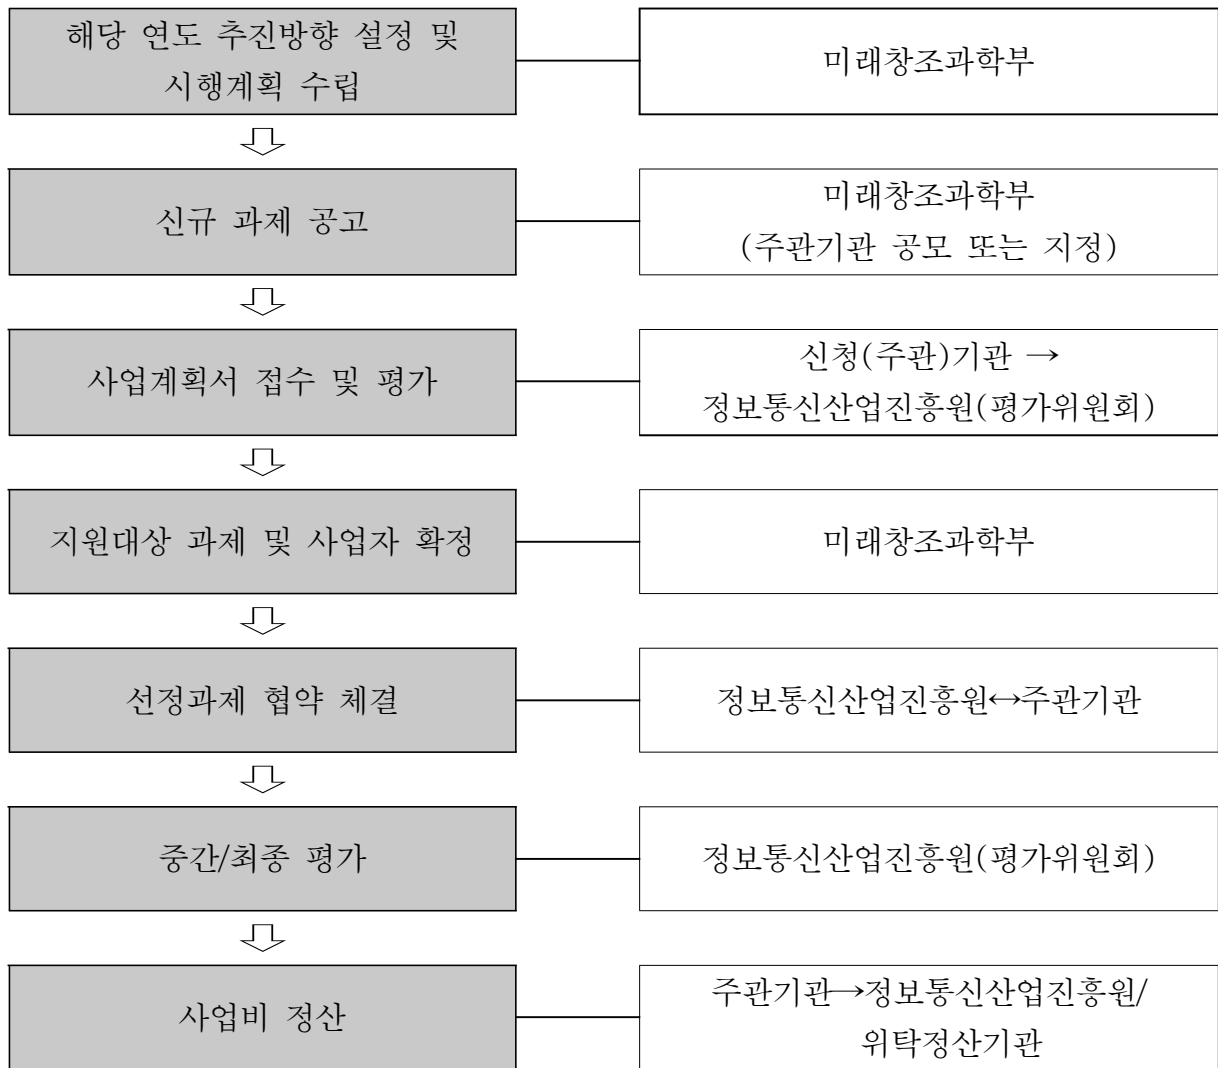 해당 연도 추진방향 설정 및
시행계획 수립
미래창조과학부
신규 과제 공고
미래창조과학부
(주관기관 공모 또는 지정)
사업계획서 접수 및 평가
신청(주관)기관 →
정보통신산업진흥원(평가위원회)
지원대상 과제 및 사업자 확정
미래창조과학부
선정과제 협약 체결
정보통신산업진흥원↔주관기관
중간/최종 평가
정보통신산업진흥원(평가위원회)
사업비 정산
주관기관→정보통신산업진흥원/
위탁정산기관